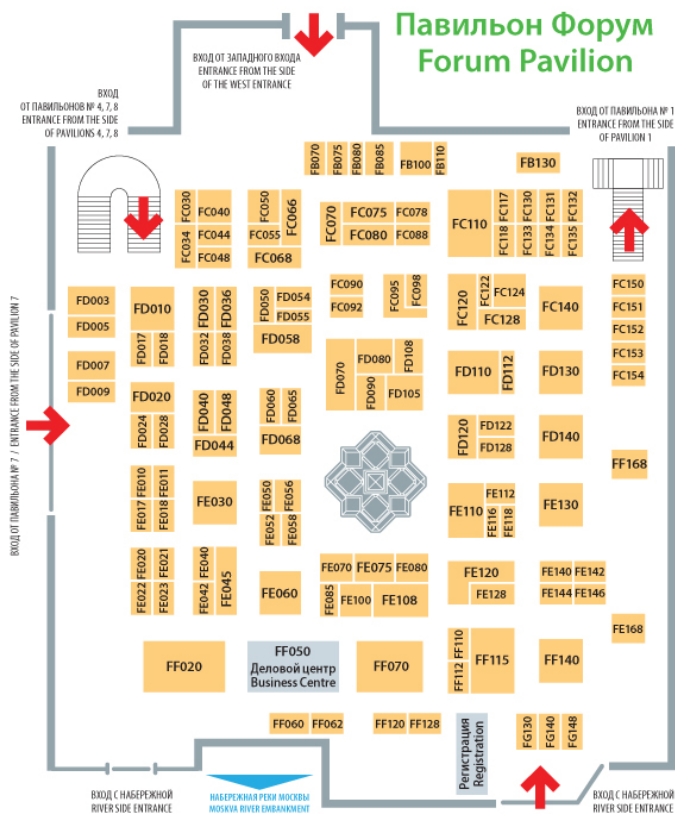 Павильон Форум
Forum Pavilion
ВХОД ОТ ЗАПАДНОГО ВХОДА
ENTRANCE FROM THE SIDE
OF THE WEST ENTRANCE
ВХОД
ОТ ПАВИЛЬОНОВ № 4, 7, 8
ENTRANCE FROM THE SIDE
OF PAVILIONS 4, 7, 8
ВХОД ОТ ПАВИЛЬОНА № 1
ENTRANCE FROM THE SIDE
OF PAVILION 1
FB070 FB075 FB080 FB085 FB100 FB110 FB130
FC030 FC040 FC034 FC044 FC048
FC050 FC066 FC055 FC068
FC070 FC075 FC078 FC080 FC088
FC110 FC117 FC130 FC131 FC132
FC118 FC133 FC134 FC135
FD003
FD005
FD007
FD009
FD010 FD017 FD018
FD030 FD036 FD032 FD038
FD050 FD054 FD055 FD058
FC090
FC092
FC095 FC098
FC120 FC122 FC124 FC128
FC140
FC150
FC151
FC152
FC153
FC154
FD020 FD024 FD028
FD040 FD048 FD044
FD060 FD065 FD068
FD070 FD080 FD108 FD090 FD105
FD110 FD112
FD130
FD120 FD122 FD128
FD140
FF168
FE010 FE011 FE017 FE018
FE030
FE050 FE056 FE052 FE058
FE110 FE112 FE116 FE118
FE130
FE020 FE021 FE022 FE023
FE040 FE045 FE042
FE060
FE070 FE075 FE080
FE085 FE100 FE108
FE120 FE128
FE140 FE142
FE144 FE146
FE168
FF020
FF050
Деловой центр
Business Centre
FF070
FF110 FF112 FF115
FF140
FF060 FF062
FF120 FF128
Регистрация
Registration
FG130 FG140 FG148
ВХОД ОТ ПАВИЛЬОНА № 7 / ENTRANCE FROM THE SIDE OF PAVILION 7
ВХОД С НАБЕРЕЖНОЙ
RIVER SIDE ENTRANCE
НАБЕРЕЖНАЯ РЕКИ МОСКВЫ
MOSKVA RIVER EMBANKMENT
ВХОД С НАБЕРЕЖНОЙ
RIVER SIDE ENTRANCE